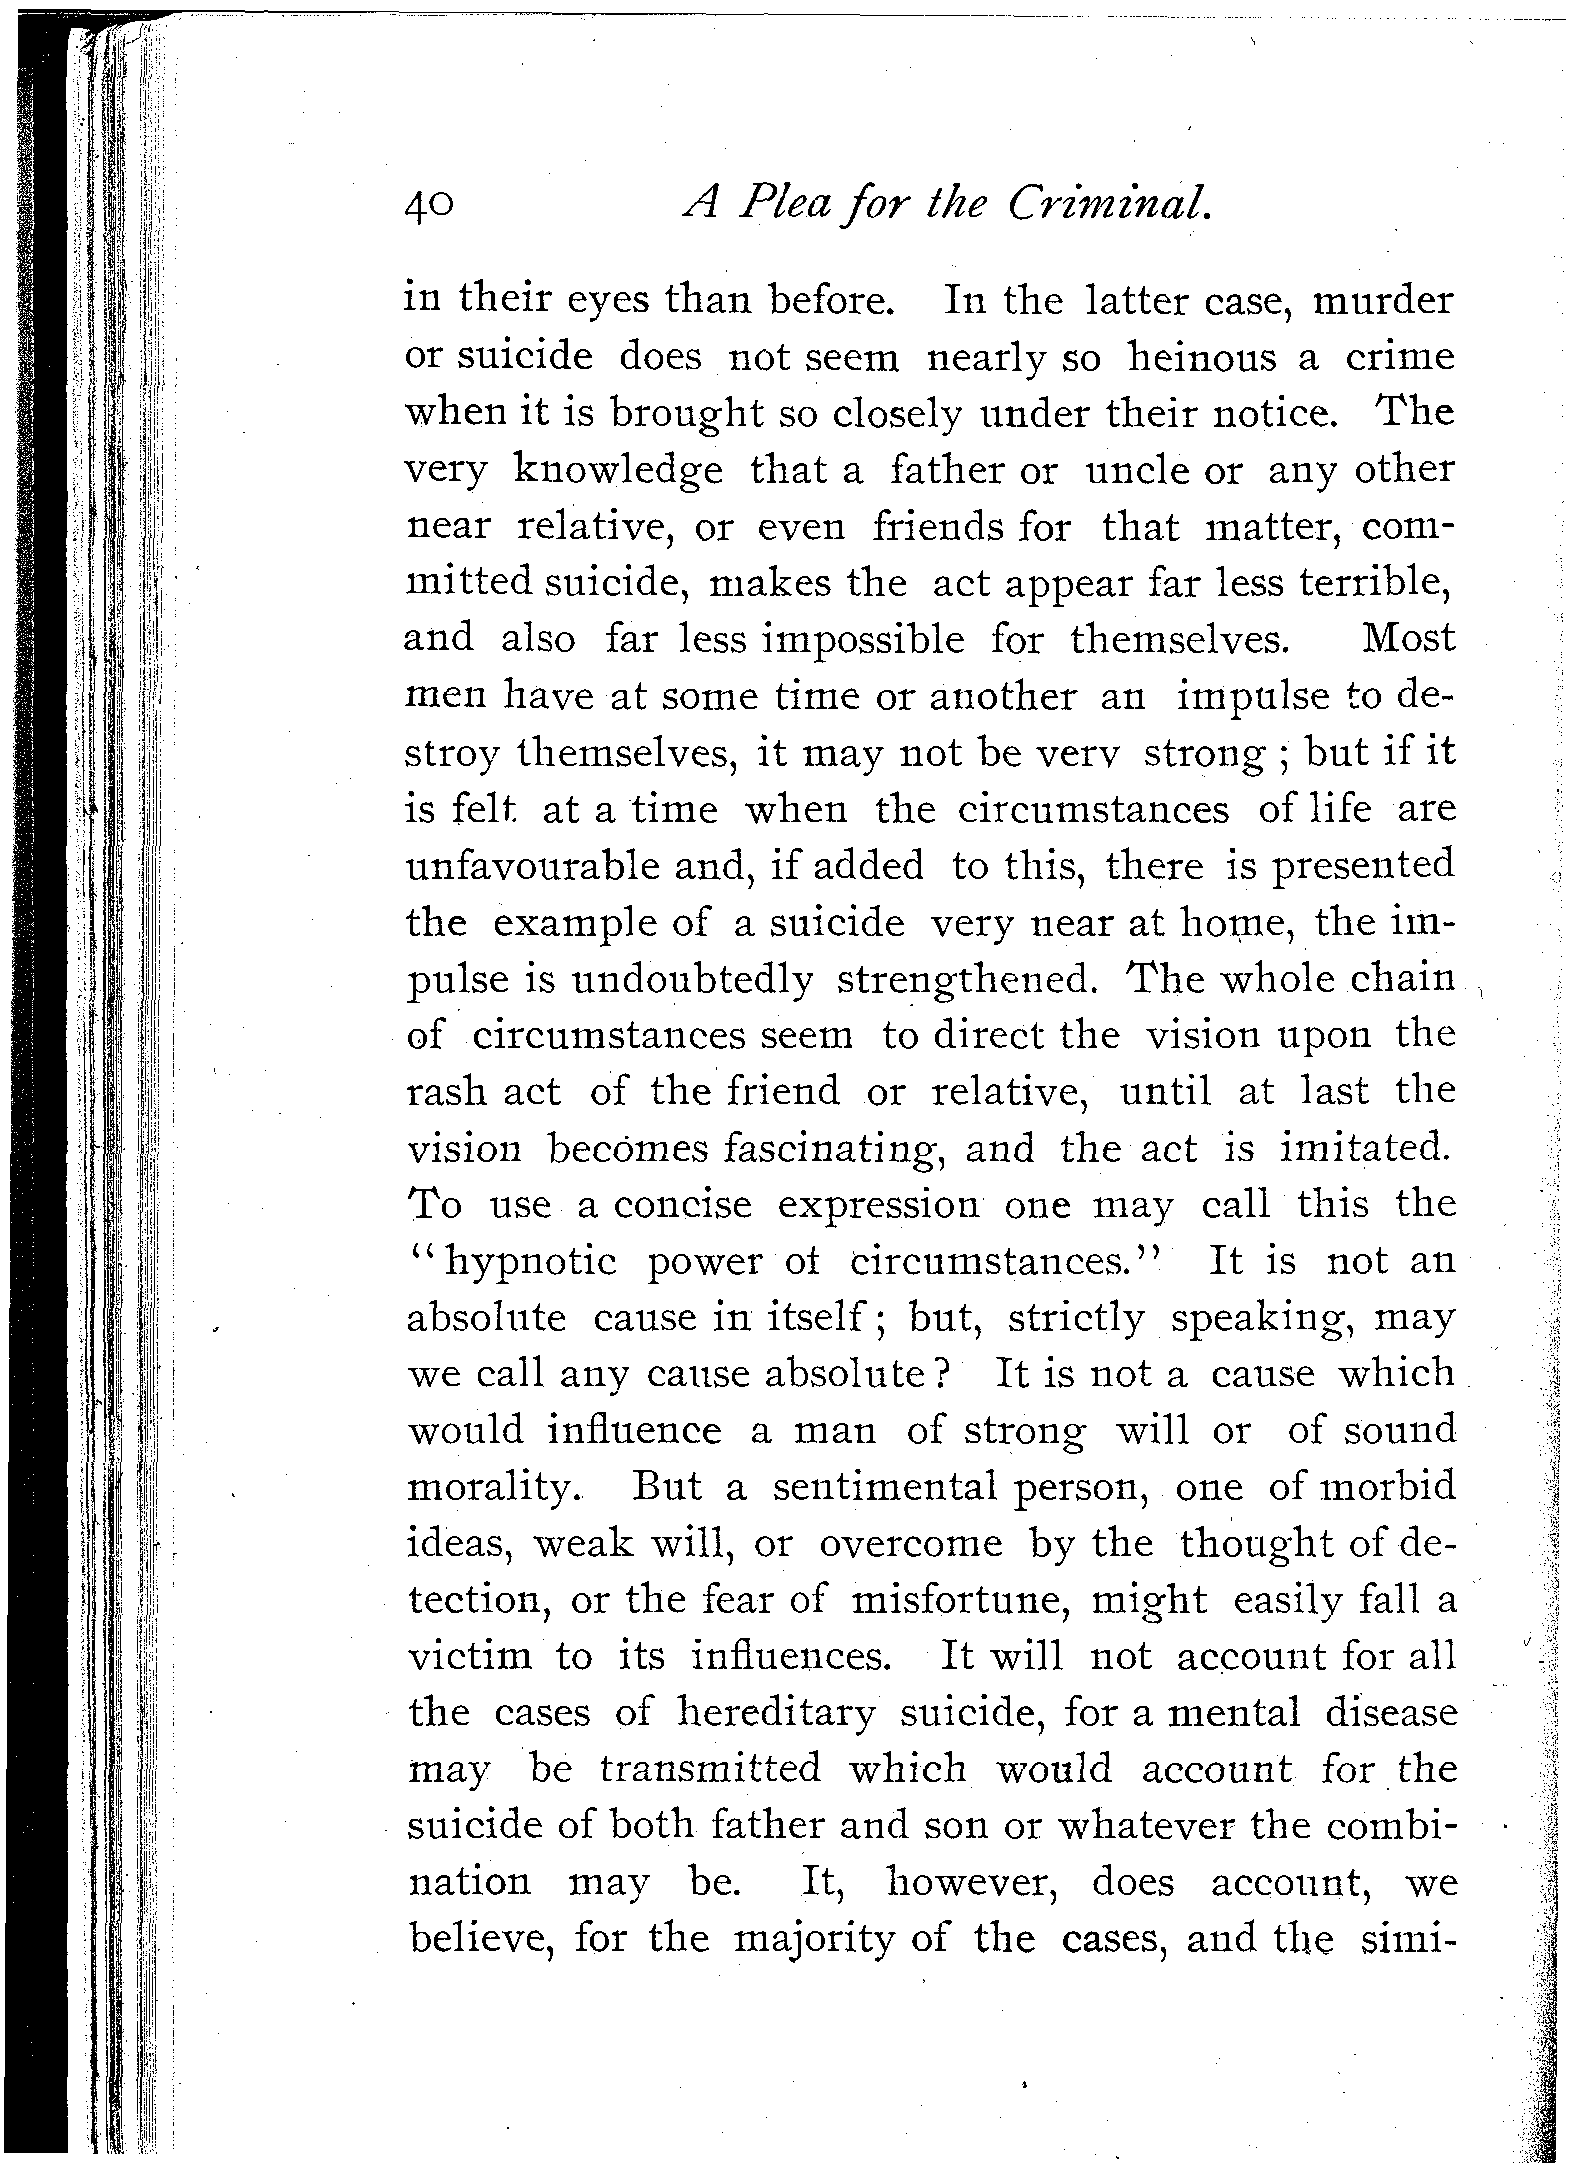 40 A Plea for the Criminal.
in their eyes than before. In the latter case, murder
or suicide does not seem nearly so heinous a crime
when it is brought so closely under their notice. The
very knowledge that a father or uncle or any other
near relative, or even friends for that matter, com-
mitted suicide, makes the act appear far less terrible,
and also far less impossible for themselves. Most
men have at some time or another an impulse to de-
stroy themselves, it may not be very strong ; but if it
is felt at a time when the circumstances of life are
unfavourable and, if added to this, there is presented
the example of a suicide very near at home, the im-
pulse is undoubtedly strengthened. The whole chain
of circumstances seem to direct the vision upon the
rash act of the friend or relative, until at last the
vision becomes fascinating, and the act is imitated.
To use a concise expression one may call this the
"hypnotic power of circumstances." It is not an
absolute cause in itself ; but, strictly speaking, may
we call any cause absolute ? It is not a cause which
would influence a man of strong will or of sound
morality. But a sentimental person, one of morbid
ideas, weak will, or overcome by the thought of de-
tection, or the fear of misfortune, might easily fall a
victim to its influences. It will not account for all
the cases of hereditary suicide, for a mental disease
may be transmitted which would account for the
suicide of both father and son or whatever the combi-
nation may be. It, however, does account, we
believe, for the majority of the cases, and the simi-